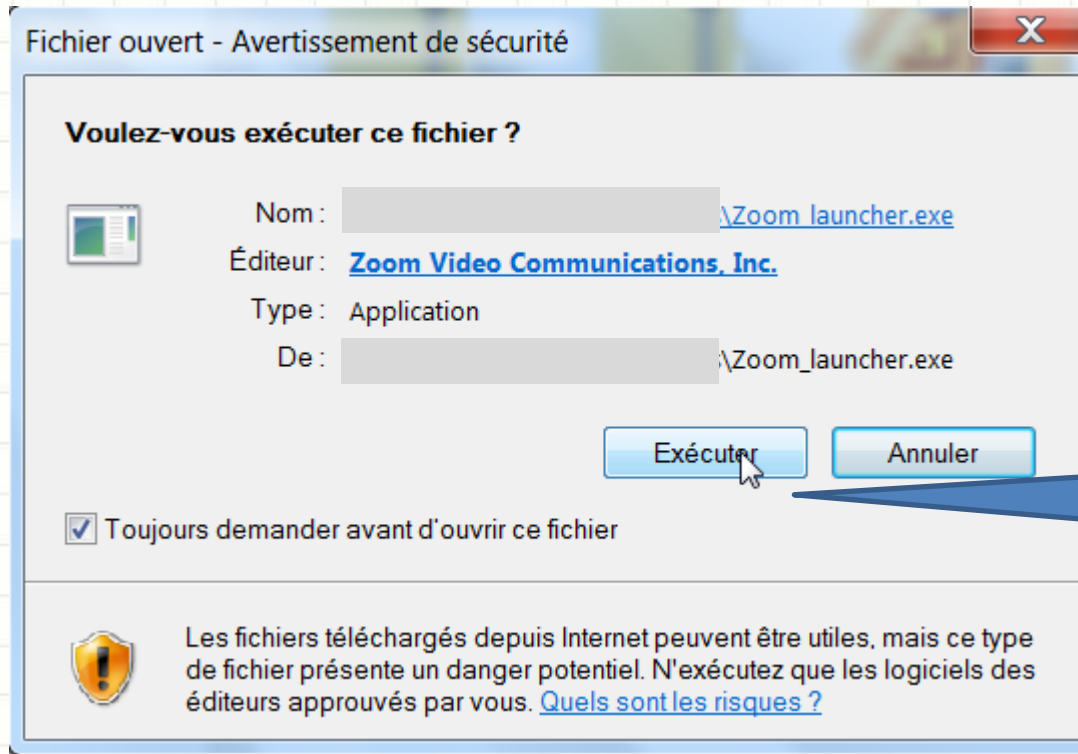 Fichier ouvert - Avertissement de sécurité
X
Voulez-vous exécuter ce fichier ?
Nom : \Zoom_launcher.exe
Éditeur : Zoom Video Communications, Inc.
Type : Application
De : \Zoom_launcher.exe
Exécuter Annuler
Toujours demander avant d'ouvrir ce fichier
Les fichiers téléchargés depuis Internet peuvent être utiles, mais ce type
de fichier présente un danger potentiel. N'exécutez que les logiciels des
éditeurs approuvés par vous. Quels sont les risques ?